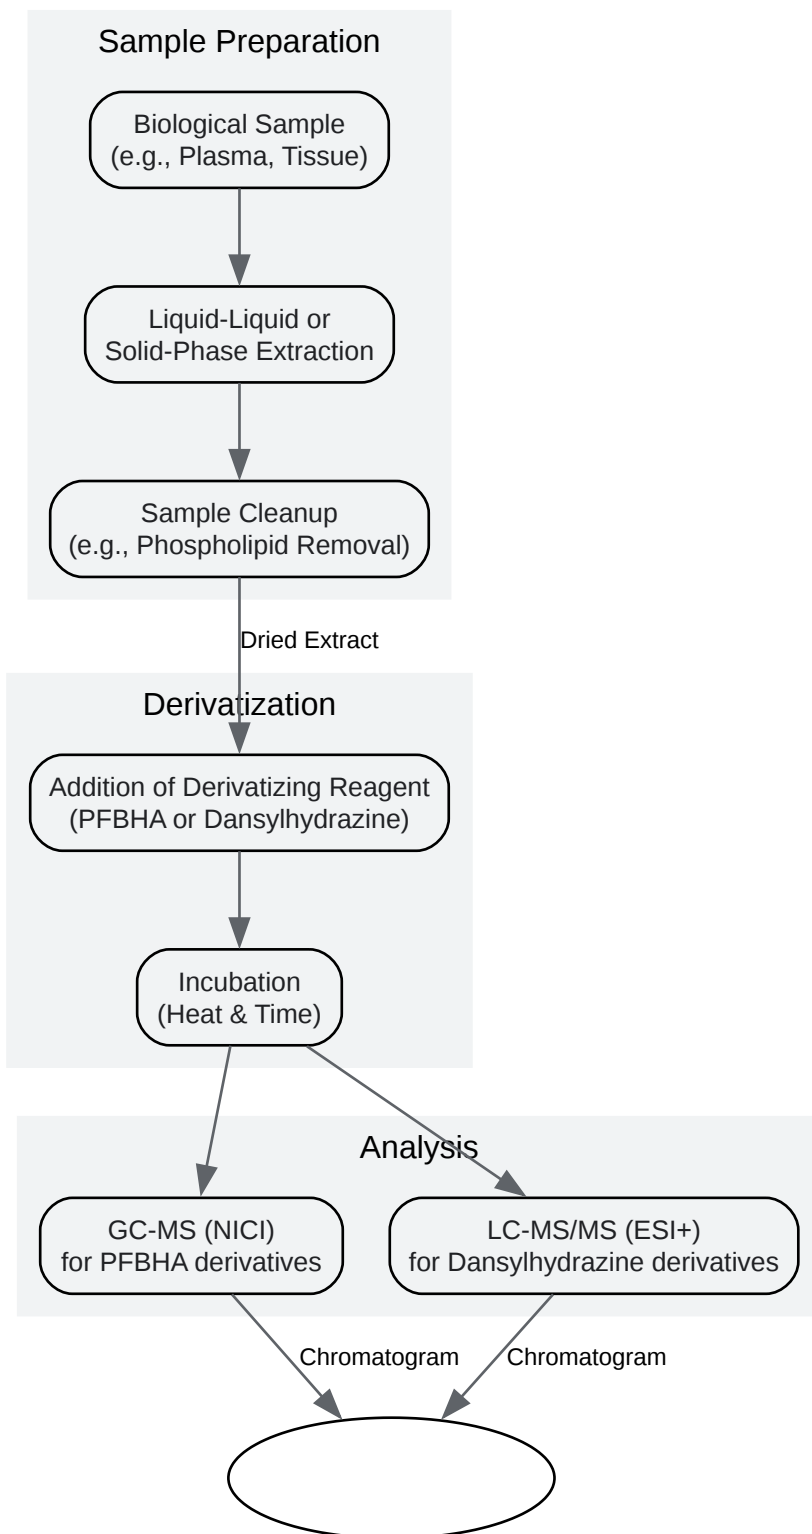 Sample Preparation
Biological Sample
(e.g., Plasma, Tissue)
Liquid-Liquid or
Solid-Phase Extraction
Sample Cleanup
(e.g., Phospholipid Removal)
Dried Extract
Derivatization
Addition of Derivatizing Reagent
(PFBHA or Dansylhydrazine)
Incubation
(Heat & Time)
Analysis
GC-MS (NICI)
for PFBHA derivatives
LC-MS/MS (ESI+)
for Dansylhydrazine derivatives
Chromatogram
Chromatogram